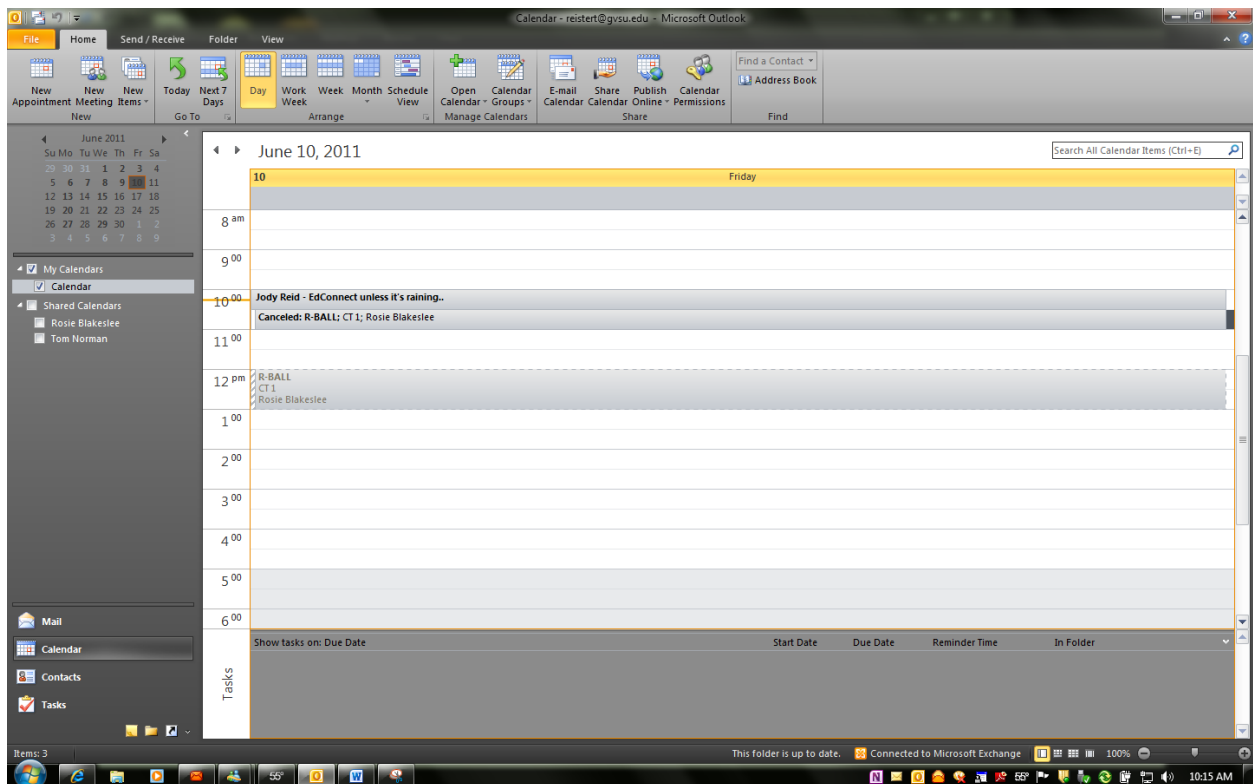 Calendar - reistert@gvsu.edu - Microsoft Outlook
File Home Send / Receive Folder View
New Appointment
New Meeting
New Items
New
Today
Next 7 Days
Go To
Day
Work Week
Week
Month
Schedule View
Arrange
Open Calendar
Calendar Groups
Manage Calendars
E-mail Calendar
Share Calendar
Publish Online
Calendar Permissions
Share
Find a Contact
Address Book
Find
June 2011
Su Mo Tu We Th Fr Sa
29 30 31 1 2 3 4
5 6 7 8 9 10 11
12 13 14 15 16 17 18
19 20 21 22 23 24 25
26 27 28 29 30 1 2
3 4 5 6 7 8 9
My Calendars
Calendar
Shared Calendars
Rosie Blakeslee
Tom Norman
Mail
Calendar
Contacts
Tasks
June 10, 2011
Search All Calendar Items (Ctrl+E)
10 Friday
8 am
9 00
10 00
Jody Reid - EdConnect unless it's raining..
Canceled: R-BALL; CT 1; Rosie Blakeslee
11 00
12 pm
R-BALL
CT 1
Rosie Blakeslee
1 00
2 00
3 00
4 00
5 00
6 00
Tasks
Show tasks on: Due Date Start Date Due Date Reminder Time In Folder
Items: 3 This folder is up to date. Connected to Microsoft Exchange 100%
55° 55° 10:15 AM